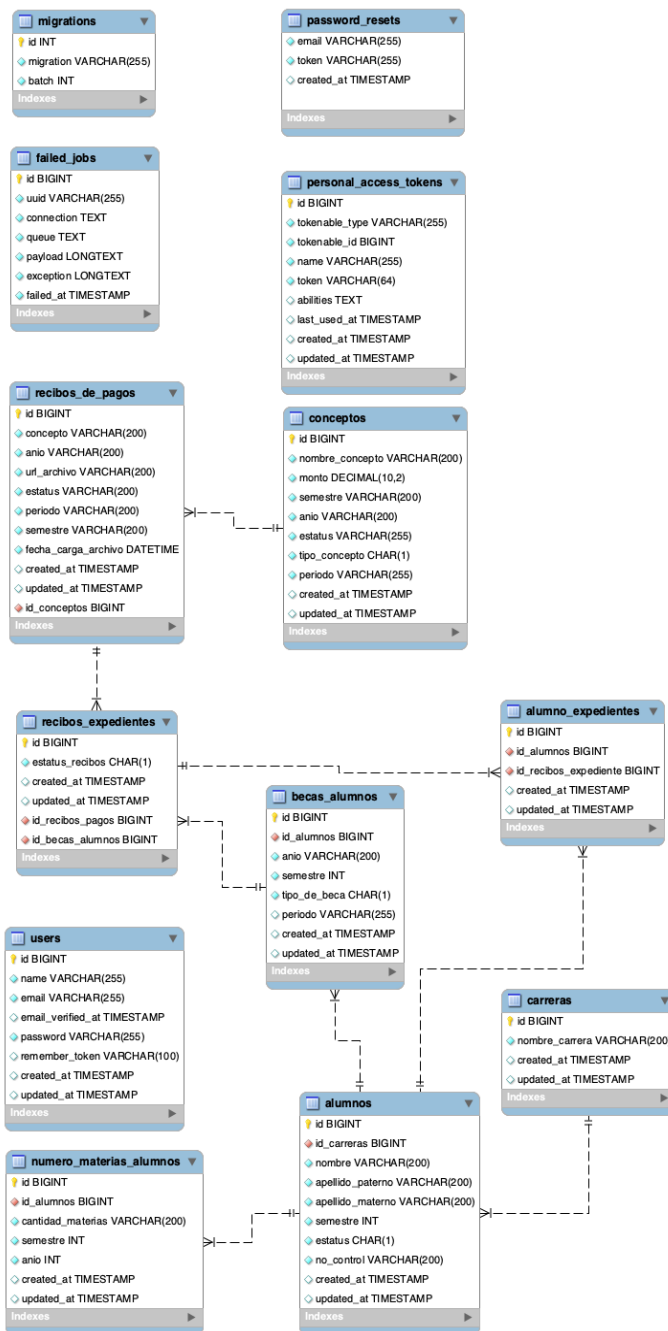 migrations
id INT
migration VARCHAR(255)
batch INT
Indexes
password_resets
email VARCHAR(255)
token VARCHAR(255)
created_at TIMESTAMP
Indexes
failed_jobs
id BIGINT
uuid VARCHAR(255)
connection TEXT
queue TEXT
payload LONGTEXT
exception LONGTEXT
failed_at TIMESTAMP
Indexes
personal_access_tokens
id BIGINT
tokenable_type VARCHAR(255)
tokenable_id BIGINT
name VARCHAR(255)
token VARCHAR(64)
abilities TEXT
last_used_at TIMESTAMP
created_at TIMESTAMP
updated_at TIMESTAMP
Indexes
recibos_de_pagos
id BIGINT
concepto VARCHAR(200)
anio VARCHAR(200)
url_archivo VARCHAR(200)
estatus VARCHAR(200)
periodo VARCHAR(200)
semestre VARCHAR(200)
fecha_carga_archivo DATETIME
created_at TIMESTAMP
updated_at TIMESTAMP
id_conceptos BIGINT
Indexes
conceptos
id BIGINT
nombre_concepto VARCHAR(200)
monto DECIMAL(10,2)
semestre VARCHAR(200)
anio VARCHAR(200)
estatus VARCHAR(255)
tipo_concepto CHAR(1)
periodo VARCHAR(255)
created_at TIMESTAMP
updated_at TIMESTAMP
Indexes
recibos_expedientes
id BIGINT
estatus_recibos CHAR(1)
created_at TIMESTAMP
updated_at TIMESTAMP
id_recibos_pagos BIGINT
id_becas_alumnos BIGINT
Indexes
alumno_expedientes
id BIGINT
id_alumnos BIGINT
id_recibos_expediente BIGINT
created_at TIMESTAMP
updated_at TIMESTAMP
Indexes
becas_alumnos
id BIGINT
id_alumnos BIGINT
anio VARCHAR(200)
semestre INT
tipo_de_beca CHAR(1)
periodo VARCHAR(255)
created_at TIMESTAMP
updated_at TIMESTAMP
Indexes
users
id BIGINT
name VARCHAR(255)
email VARCHAR(255)
email_verified_at TIMESTAMP
password VARCHAR(255)
remember_token VARCHAR(100)
created_at TIMESTAMP
updated_at TIMESTAMP
Indexes
carreras
id BIGINT
nombre_carrera VARCHAR(200
created_at TIMESTAMP
updated_at TIMESTAMP
Indexes
alumnos
id BIGINT
id_carreras BIGINT
nombre VARCHAR(200)
apellido_paterno VARCHAR(200)
apellido_materno VARCHAR(200)
semestre INT
estatus CHAR(1)
no_control VARCHAR(200)
created_at TIMESTAMP
updated_at TIMESTAMP
Indexes
numero_materias_alumnos
id BIGINT
id_alumnos BIGINT
cantidad_materias VARCHAR(200)
semestre INT
anio INT
created_at TIMESTAMP
updated_at TIMESTAMP
Indexes